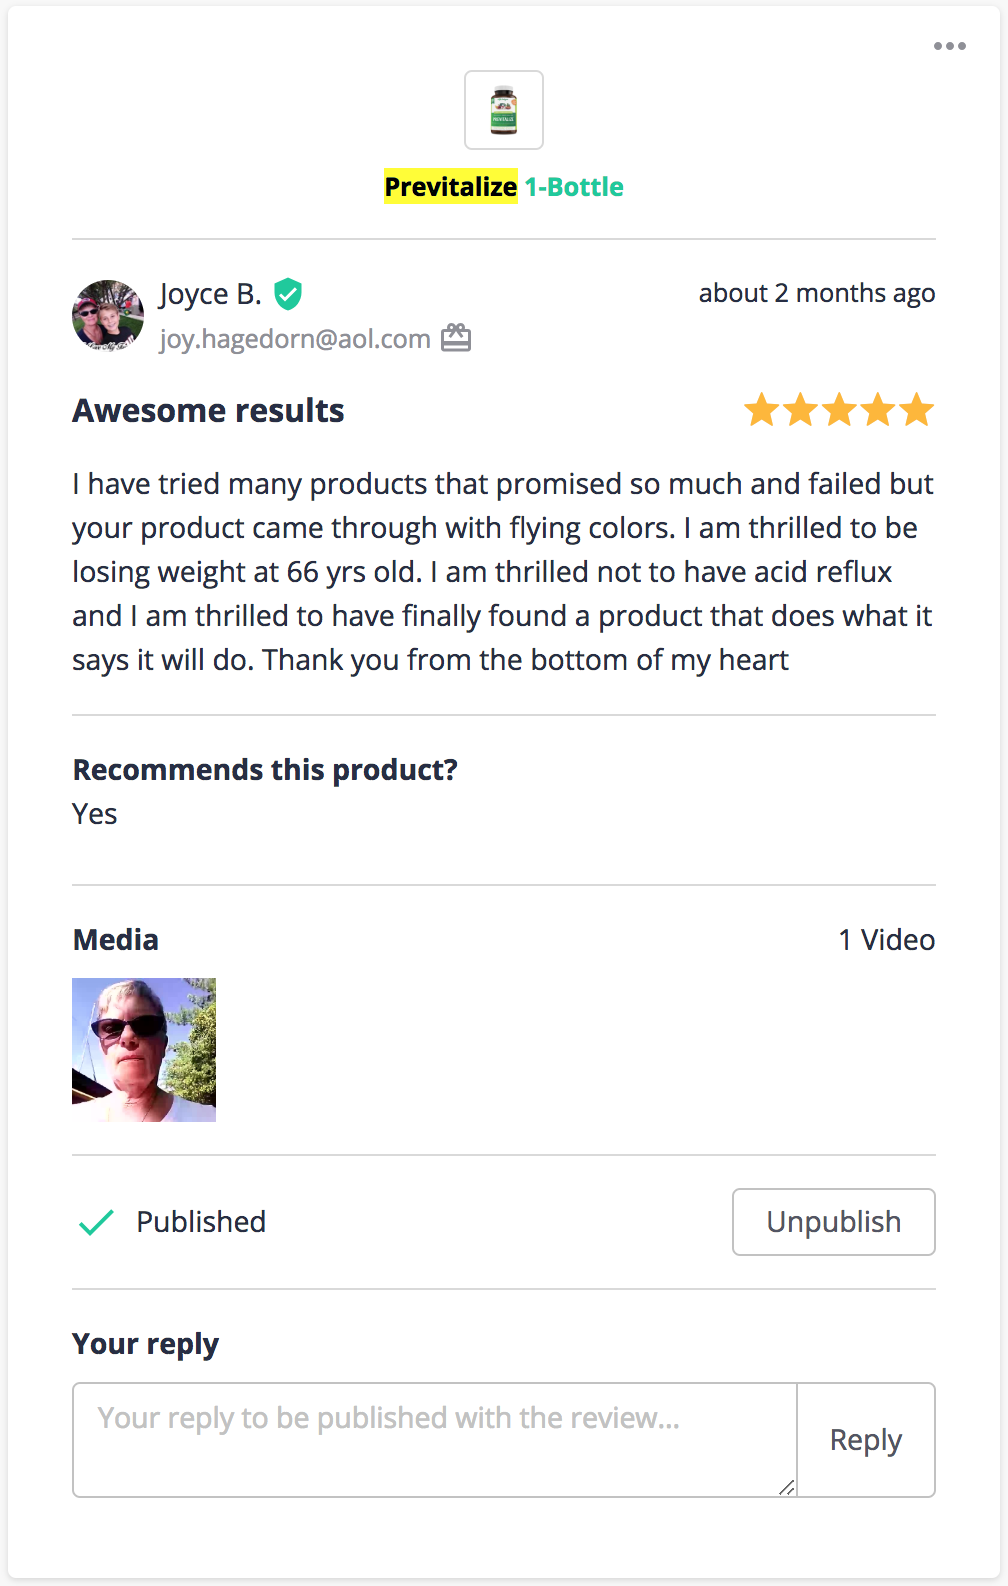 Previtalize 1-Bottle
Joyce B.
about 2 months ago
joy.hagedorn@aol.com
Awesome results
I have tried many products that promised so much and failed but
your product came through with flying colors. I am thrilled to be
losing weight at 66 yrs old. I am thrilled not to have acid reflux
and I am thrilled to have finally found a product that does what it
says it will do. Thank you from the bottom of my heart
Recommends this product?
Yes
Media
1 Video
Published
Unpublish
Your reply
Your reply to be published with the review...
Reply